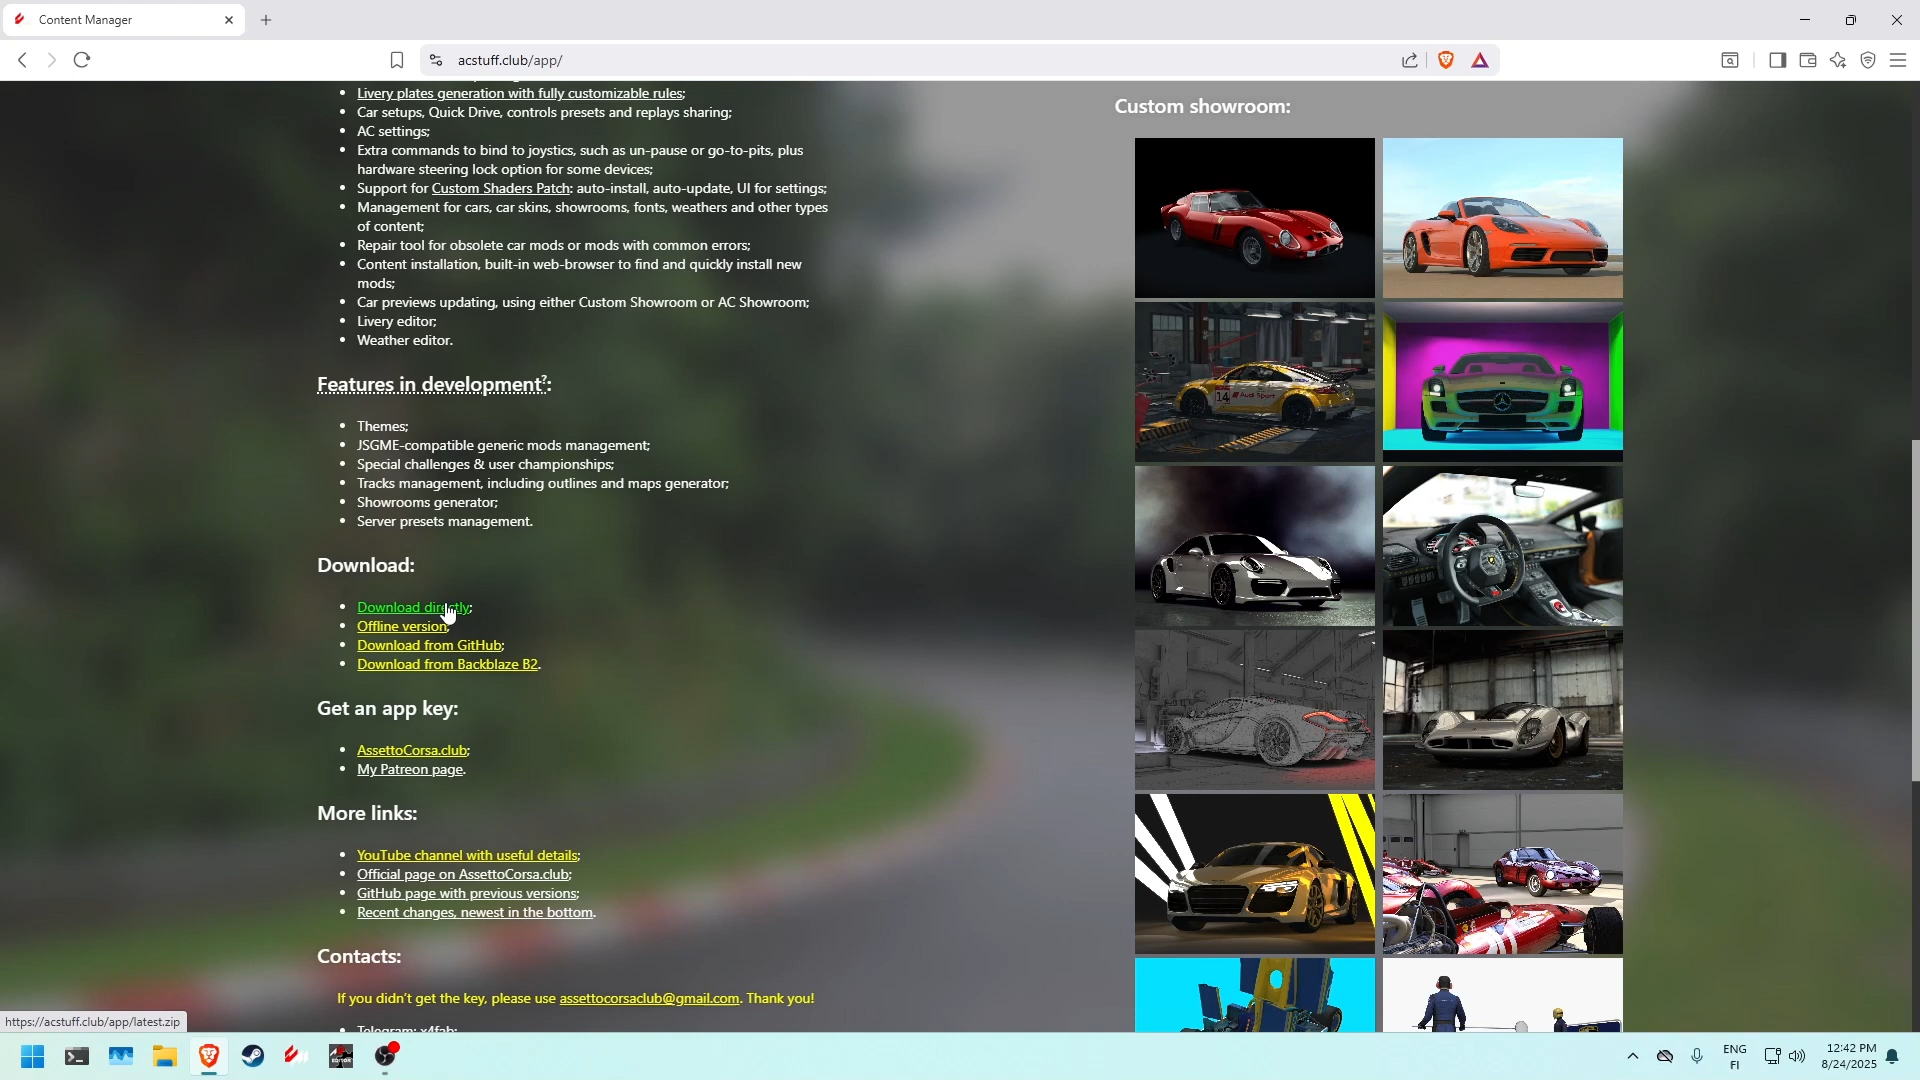 Content Manager
acstuff.club/app/
Livery plates generation with fully customizable rules;
Car setups, Quick Drive, controls presets and replays sharing;
AC settings;
Extra commands to bind to joystics, such as un-pause or go-to-pits, plus
hardware steering lock option for some devices;
Support for Custom Shaders Patch: auto-install, auto-update, UI for settings;
Management for cars, car skins, showrooms, fonts, weathers and other types
of content;
Repair tool for obsolete car mods or mods with common errors;
Content installation, built-in web-browser to find and quickly install new
mods;
Car previews updating, using either Custom Showroom or AC Showroom;
Livery editor;
Weather editor.
Features in development?:
Themes;
JSGME-compatible generic mods management;
Special challenges & user championships;
Tracks management, including outlines and maps generator;
Showrooms generator;
Server presets management.
Download:
Download directly;
Offline version;
Download from GitHub;
Download from Backblaze B2.
Get an app key:
AssettoCorsa.club;
My Patreon page.
More links:
YouTube channel with useful details;
Official page on AssettoCorsa.club;
GitHub page with previous versions;
Recent changes, newest in the bottom.
Contacts:
If you didn't get the key, please use assettocorsaclub@gmail.com. Thank you!
Telegram: x4fab;
Custom showroom:
14 Audi Sport
https://acstuff.club/app/latest.zip
EDITOR
ENG
FI
12:42 PM
8/24/2025